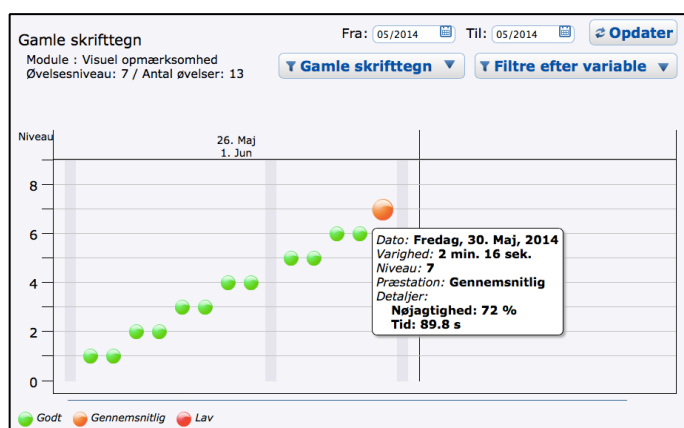 Gamle skrifttegn
Module : Visuel opmærksomhed
Øvelsesniveau: 7 / Antal øvelser: 13
Fra: 05/2014 Til: 05/2014 Opdater
Gamle skrifttegn Filtre efter variable
Niveau
26. Maj
1. Jun
8
6
4
2
0
Dato: Fredag, 30. Maj, 2014
Varighed: 2 min. 16 sek.
Niveau: 7
Præstation: Gennemsnitlig
Detaljer:
Nøjagtighed: 72 %
Tid: 89.8 s
Godt Gennemsnitlig Lav